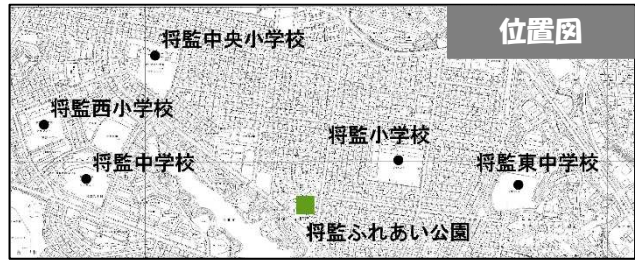 位置図
将監中央小学校
将監西小学校
将監小学校
将監中学校
将監東中学校
将監ふれあい公園